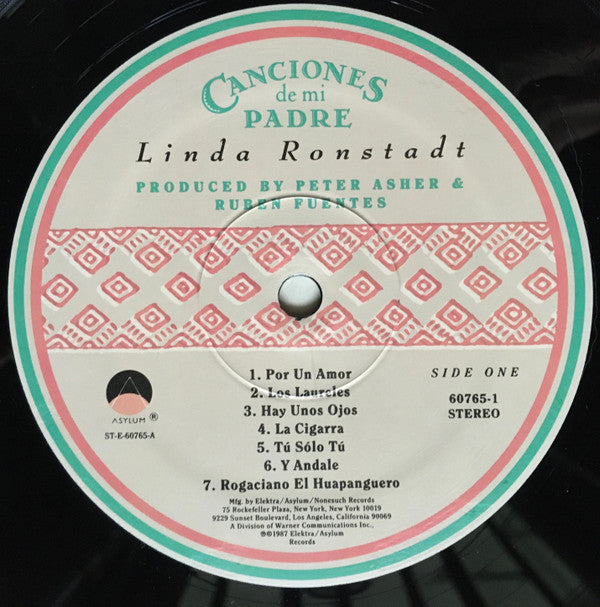 CANCIONES
de mi
PADRE
Linda Ronstadt
PRODUCED BY PETER ASHER &
RUBEN FUENTES
1. Por Un Amor
2. Los Laureles
3. Hay Unos Ojos
4. La Cigarra
5. Tú Sólo Tú
6. Y Andale
7. Rogaciano El Huapanguero
SIDE ONE
60765-1
STEREO
ASYLUM ®
ST-E-60765-A
Mfg. by Elektra/Asylum/Nonesuch Records
75 Rockefeller Plaza, New York, New York 10019
9229 Sunset Boulevard, Los Angeles, California 90069
A Division of Warner Communications Inc.,
℗©1987 Elektra/Asylum
Records